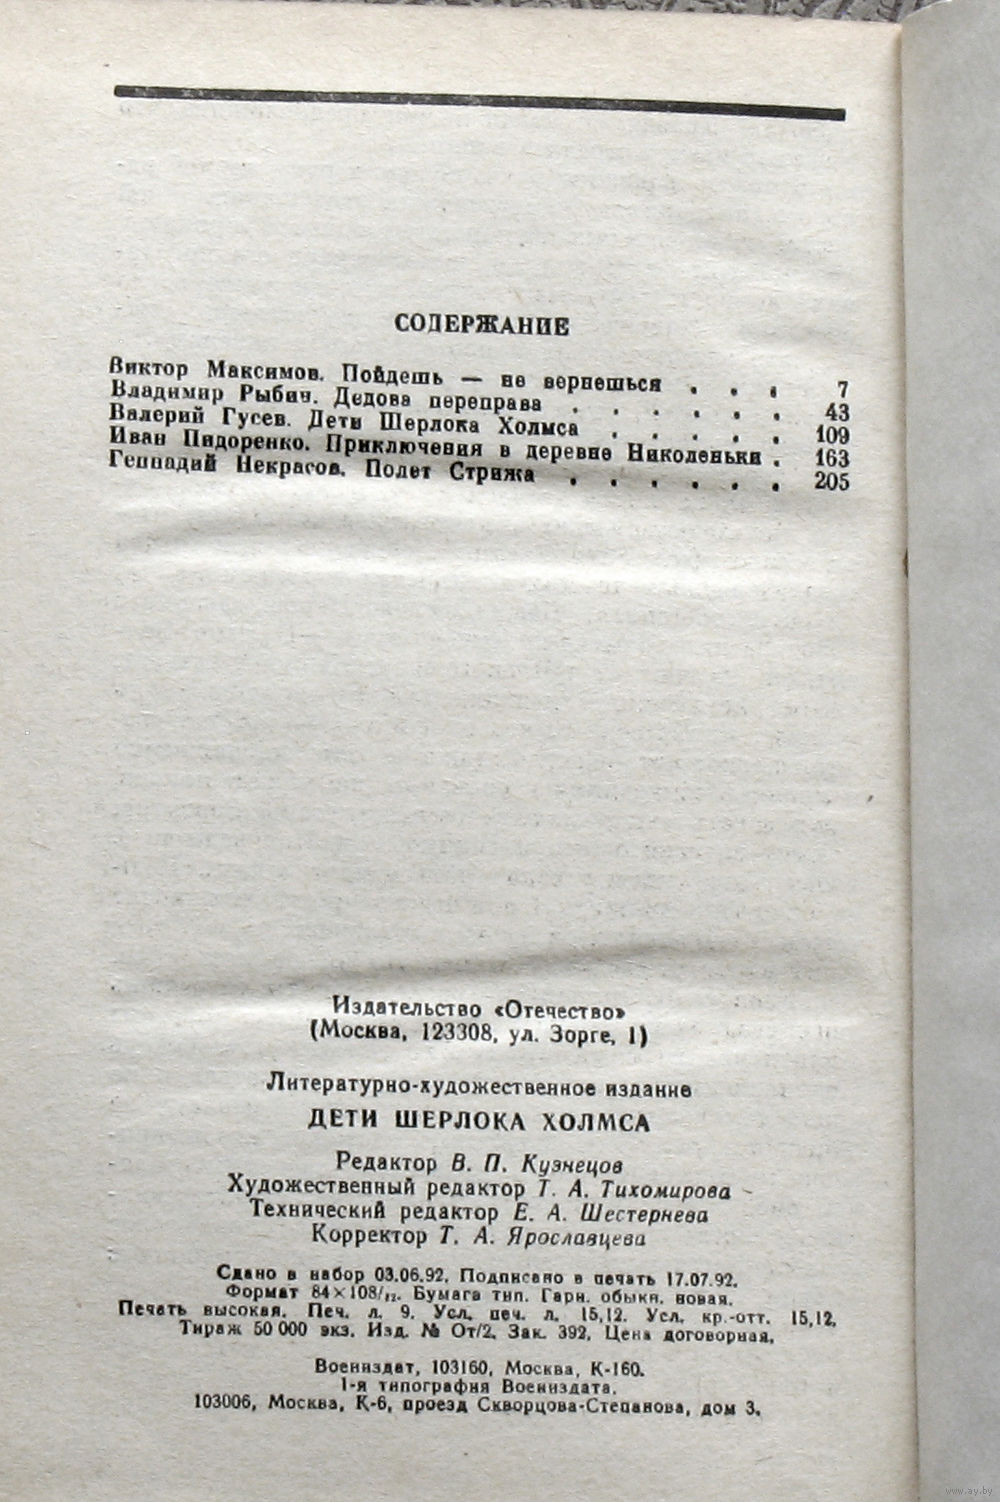 СОДЕРЖАНИЕ
Виктор Максимов. Пойдешь — не вернешься . . . 7
Владимир Рыбин. Дедова переправа . . . . . . 43
Валерий Гусев. Дети Шерлока Холмса . . . . . 109
Иван Пидоренко. Приключения в деревне Николеньки . 163
Геннадий Некрасов. Полет Стрижа . . . . . . 205
Издательство «Отечество»
(Москва, 123308, ул. Зорге, 1)
Литературно-художественное издание
ДЕТИ ШЕРЛОКА ХОЛМСА
Редактор В. П. Кузнецов
Художественный редактор Т. А. Тихомирова
Технический редактор Е. А. Шестернева
Корректор Т. А. Ярославцева
Сдано в набор 03.06.92. Подписано в печать 17.07.92.
Формат 84×108/₃₂. Бумага тип. Гарн. обыкн. новая.
Печать высокая. Печ. л. 9. Усл. печ. л. 15,12. Усл. кр.-отт. 15,12.
Тираж 50 000 экз. Изд. № От/2. Зак. 392. Цена договорная.
Воениздат, 103160, Москва, К-160.
1-я типография Воениздата.
103006, Москва, К-6, проезд Скворцова-Степанова, дом 3.
www.ay.by